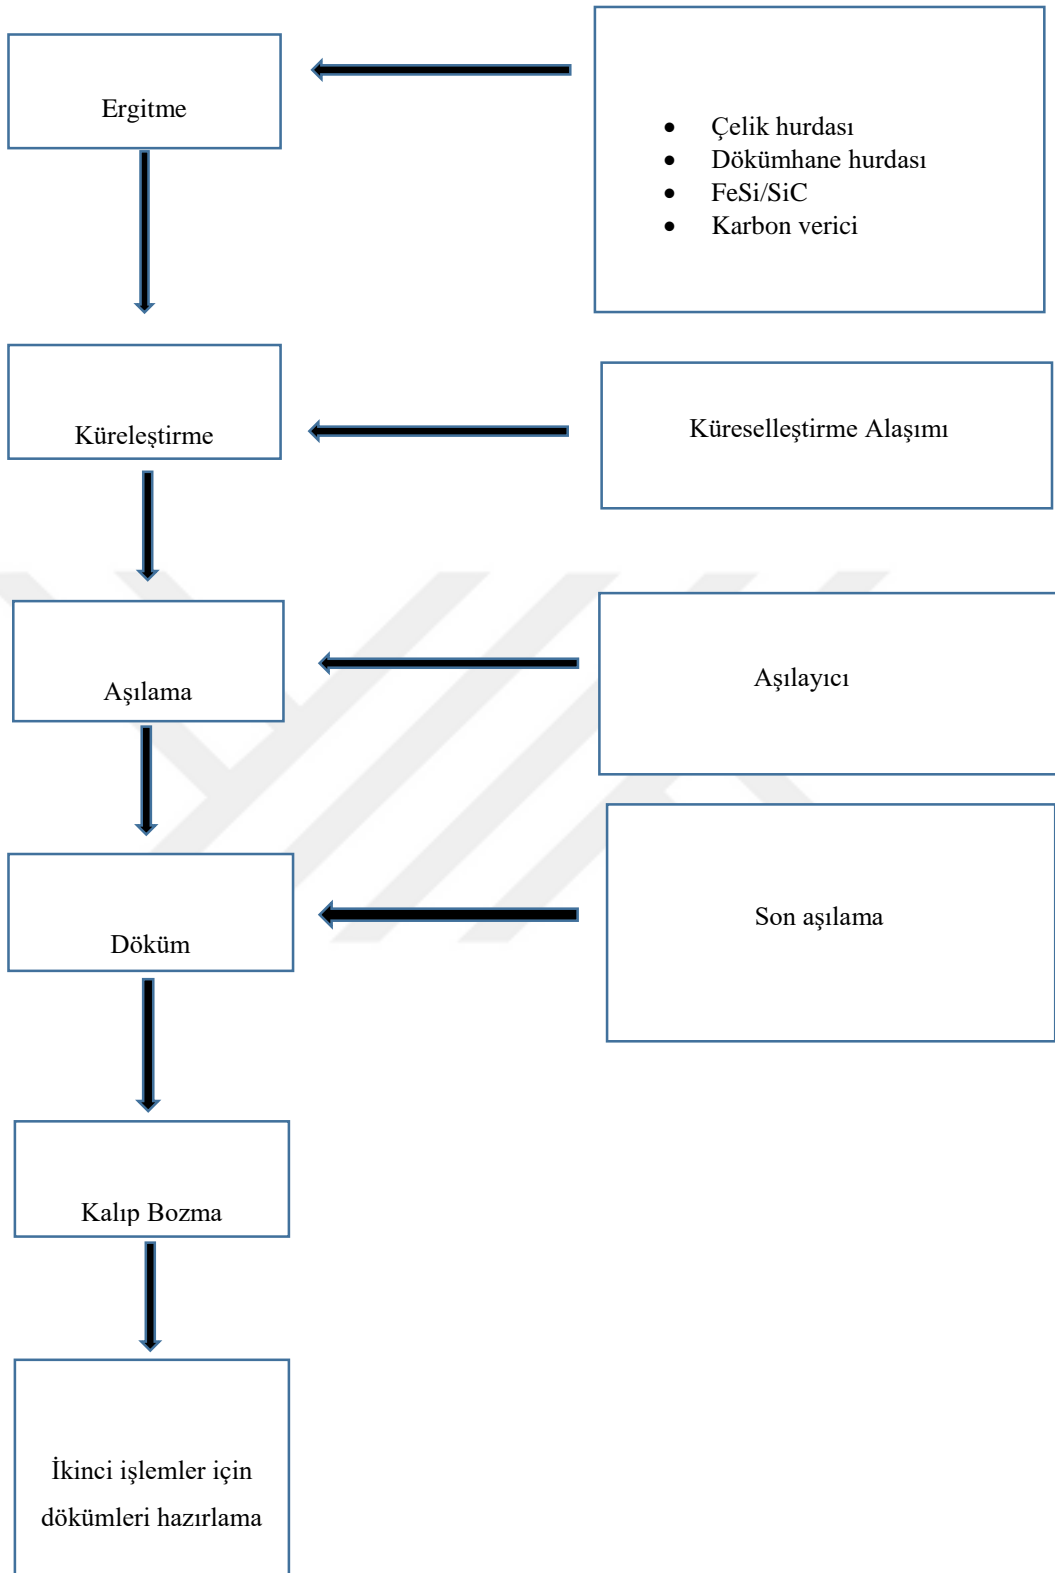 Ergitme
• Çelik hurdası
• Dökümhane hurdası
• FeSi/SiC
• Karbon verici
Küreleştirme
Küreselleştirme Alaşımı
Aşılama
Aşılayıcı
Döküm
Son aşılama
Kalıp Bozma
İkinci işlemler için
dökümleri hazırlama